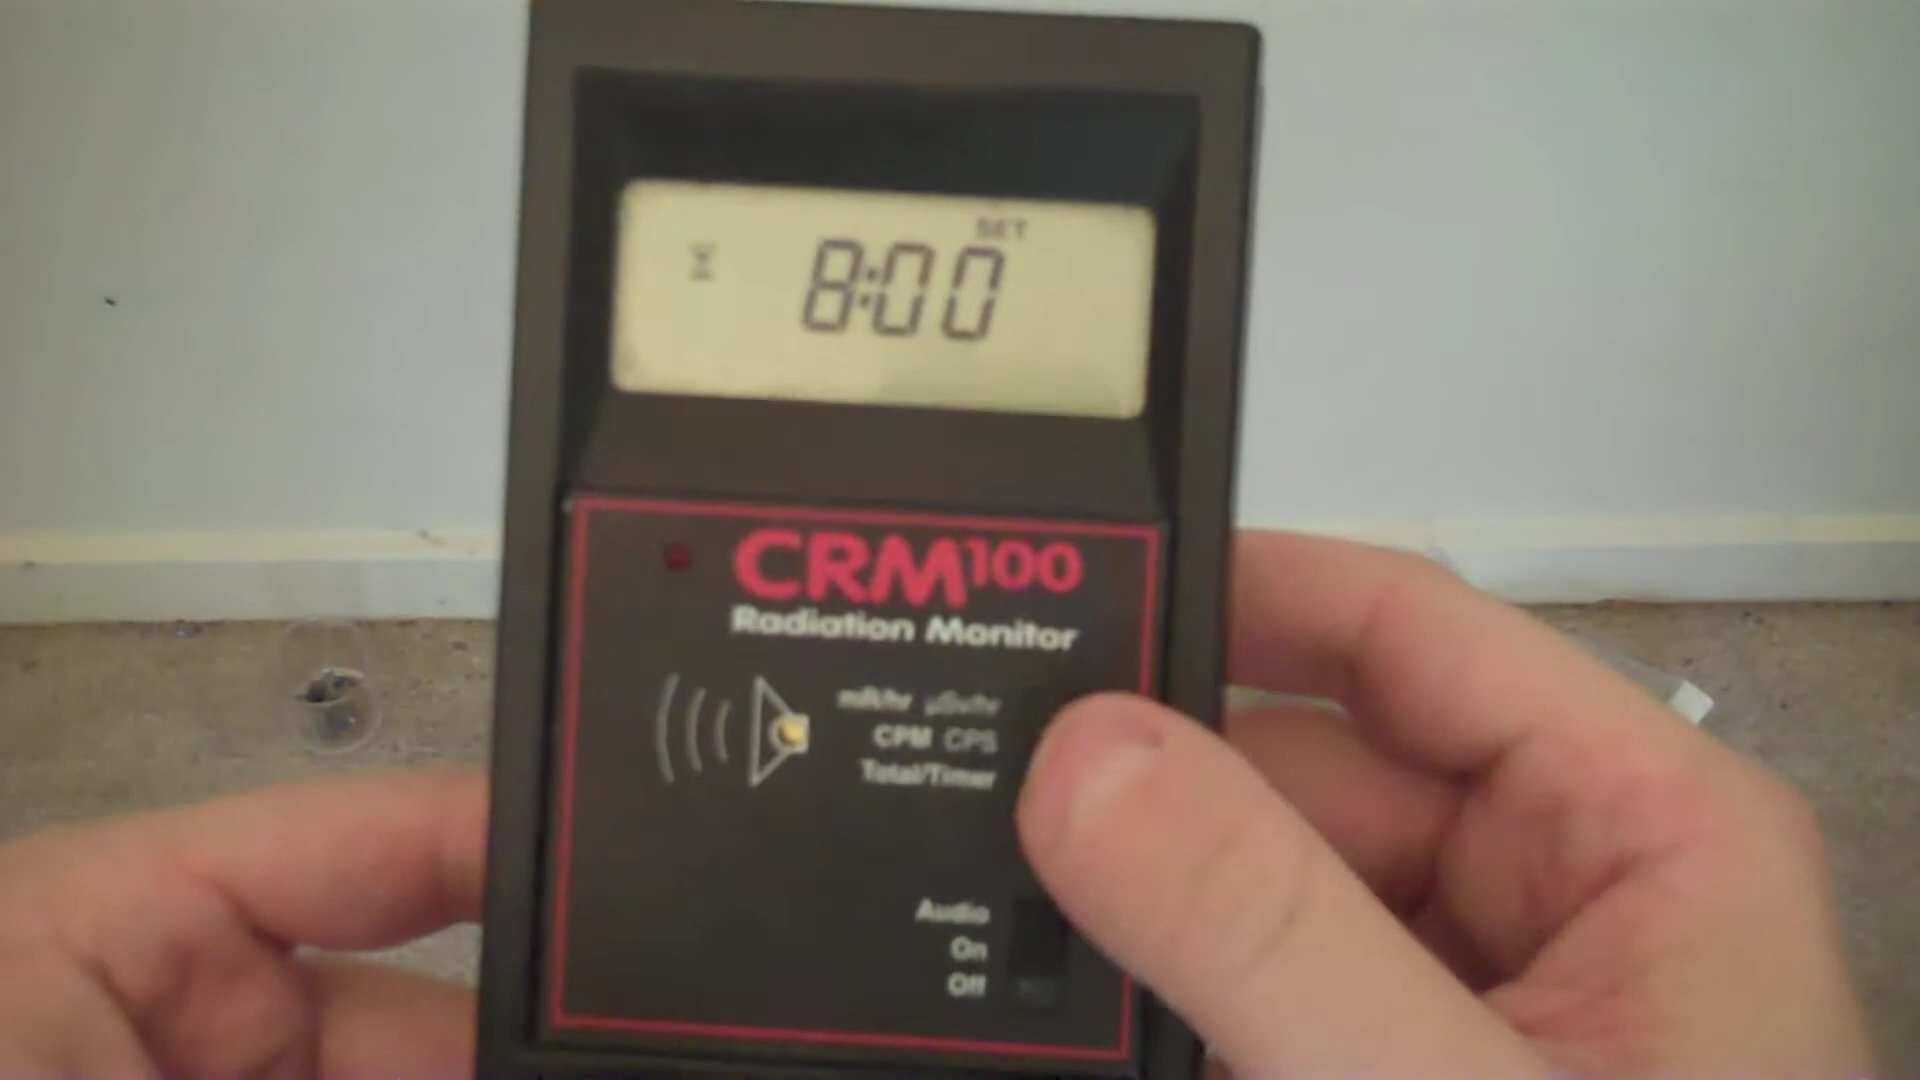 SET
8:00
CRM100
Radiation Monitor
mR/hr µSv/hr
CPM CPS
Total/Timer
Audio
On
Off